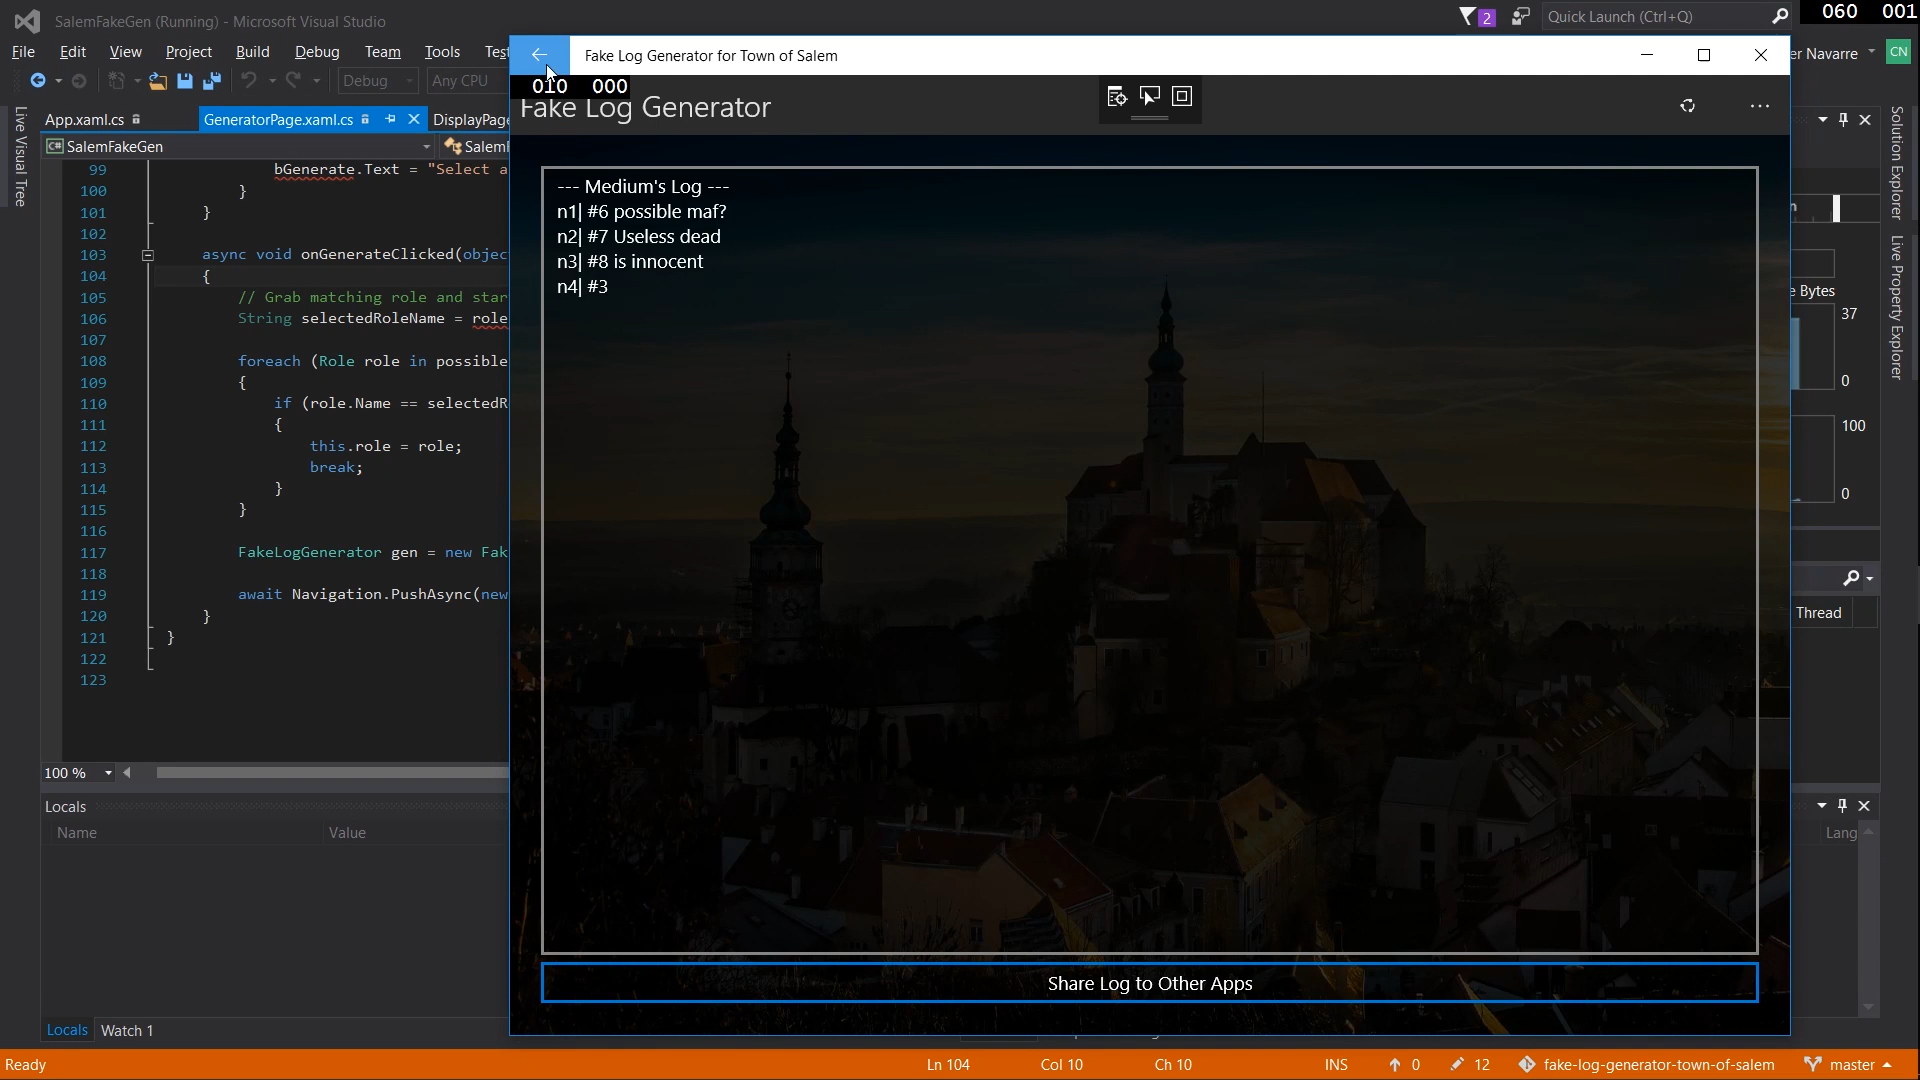 SalemFakeGen (Running) - Microsoft Visual Studio
2
Quick Launch (Ctrl+Q)
060 001
File Edit View Project Build Debug Team Tools
er Navarre
CN
Fake Log Generator for Town of Salem
Debug
Any CPU
010 000
Fake Log Generator
App.xaml.cs
GeneratorPage.xaml.cs
SalemFakeGen
Live Visual Tree
Solution Explorer
Live Property Explorer
99 bGenerate.Text = "Select a
100 }
101 }
102
103 async void onGenerateClicked(objec
104 {
105 // Grab matching role and star
106 String selectedRoleName = role
107
108 foreach (Role role in possible
109 {
110 if (role.Name == selectedR
111 {
112 this.role = role;
113 break;
114 }
115 }
116
117 FakeLogGenerator gen = new Fak
118
119 await Navigation.PushAsync(new
120 }
121 }
122
123
--- Medium's Log ---
n1| #6 possible maf?
n2| #7 Useless dead
n3| #8 is innocent
n4| #3
Share Log to Other Apps
e Bytes
37
0
100
0
Thread
Lang
100 %
Locals
Name Value
Locals Watch 1
Ready
Ln 104 Col 10 Ch 10 INS 0 12 fake-log-generator-town-of-salem master